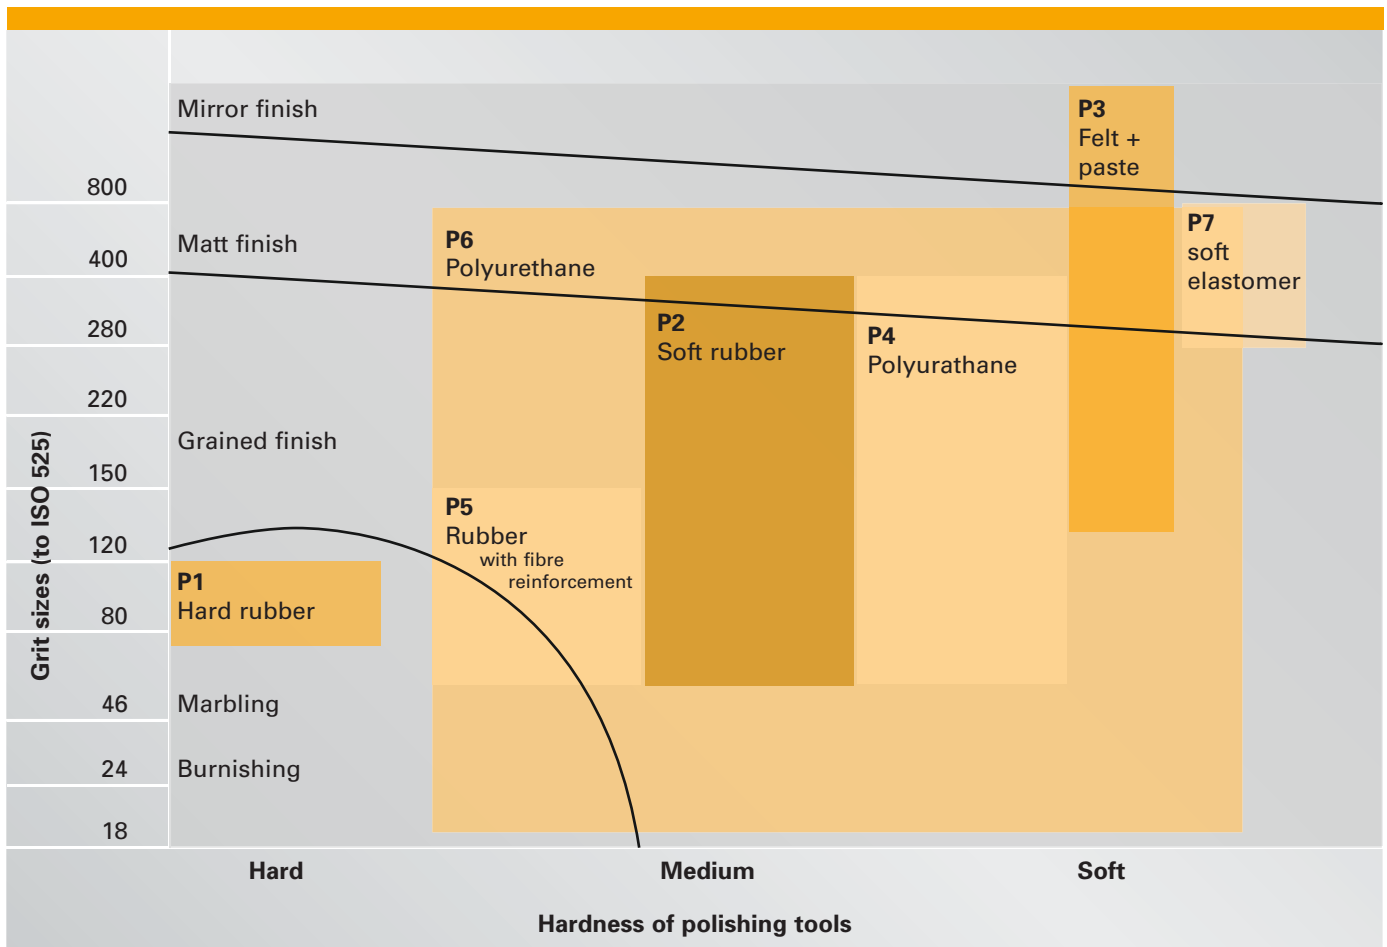 Mirror finish
P3
Felt +
paste
800
P7
soft
elastomer
Matt finish
P6
Polyurethane
400
280
P2
Soft rubber
P4
Polyurathane
220
Grained finish
150
P5
Rubber
with fibre
reinforcement
120
P1
Hard rubber
80
46
Marbling
24
Burnishing
18
Grit sizes (to ISO 525)
Hard
Medium
Soft
Hardness of polishing tools